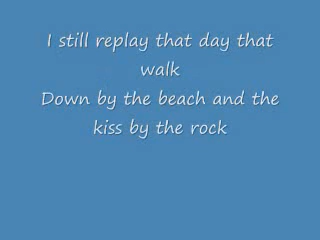 I still replay that day that
walk
Down by the beach and the
kiss by the rock